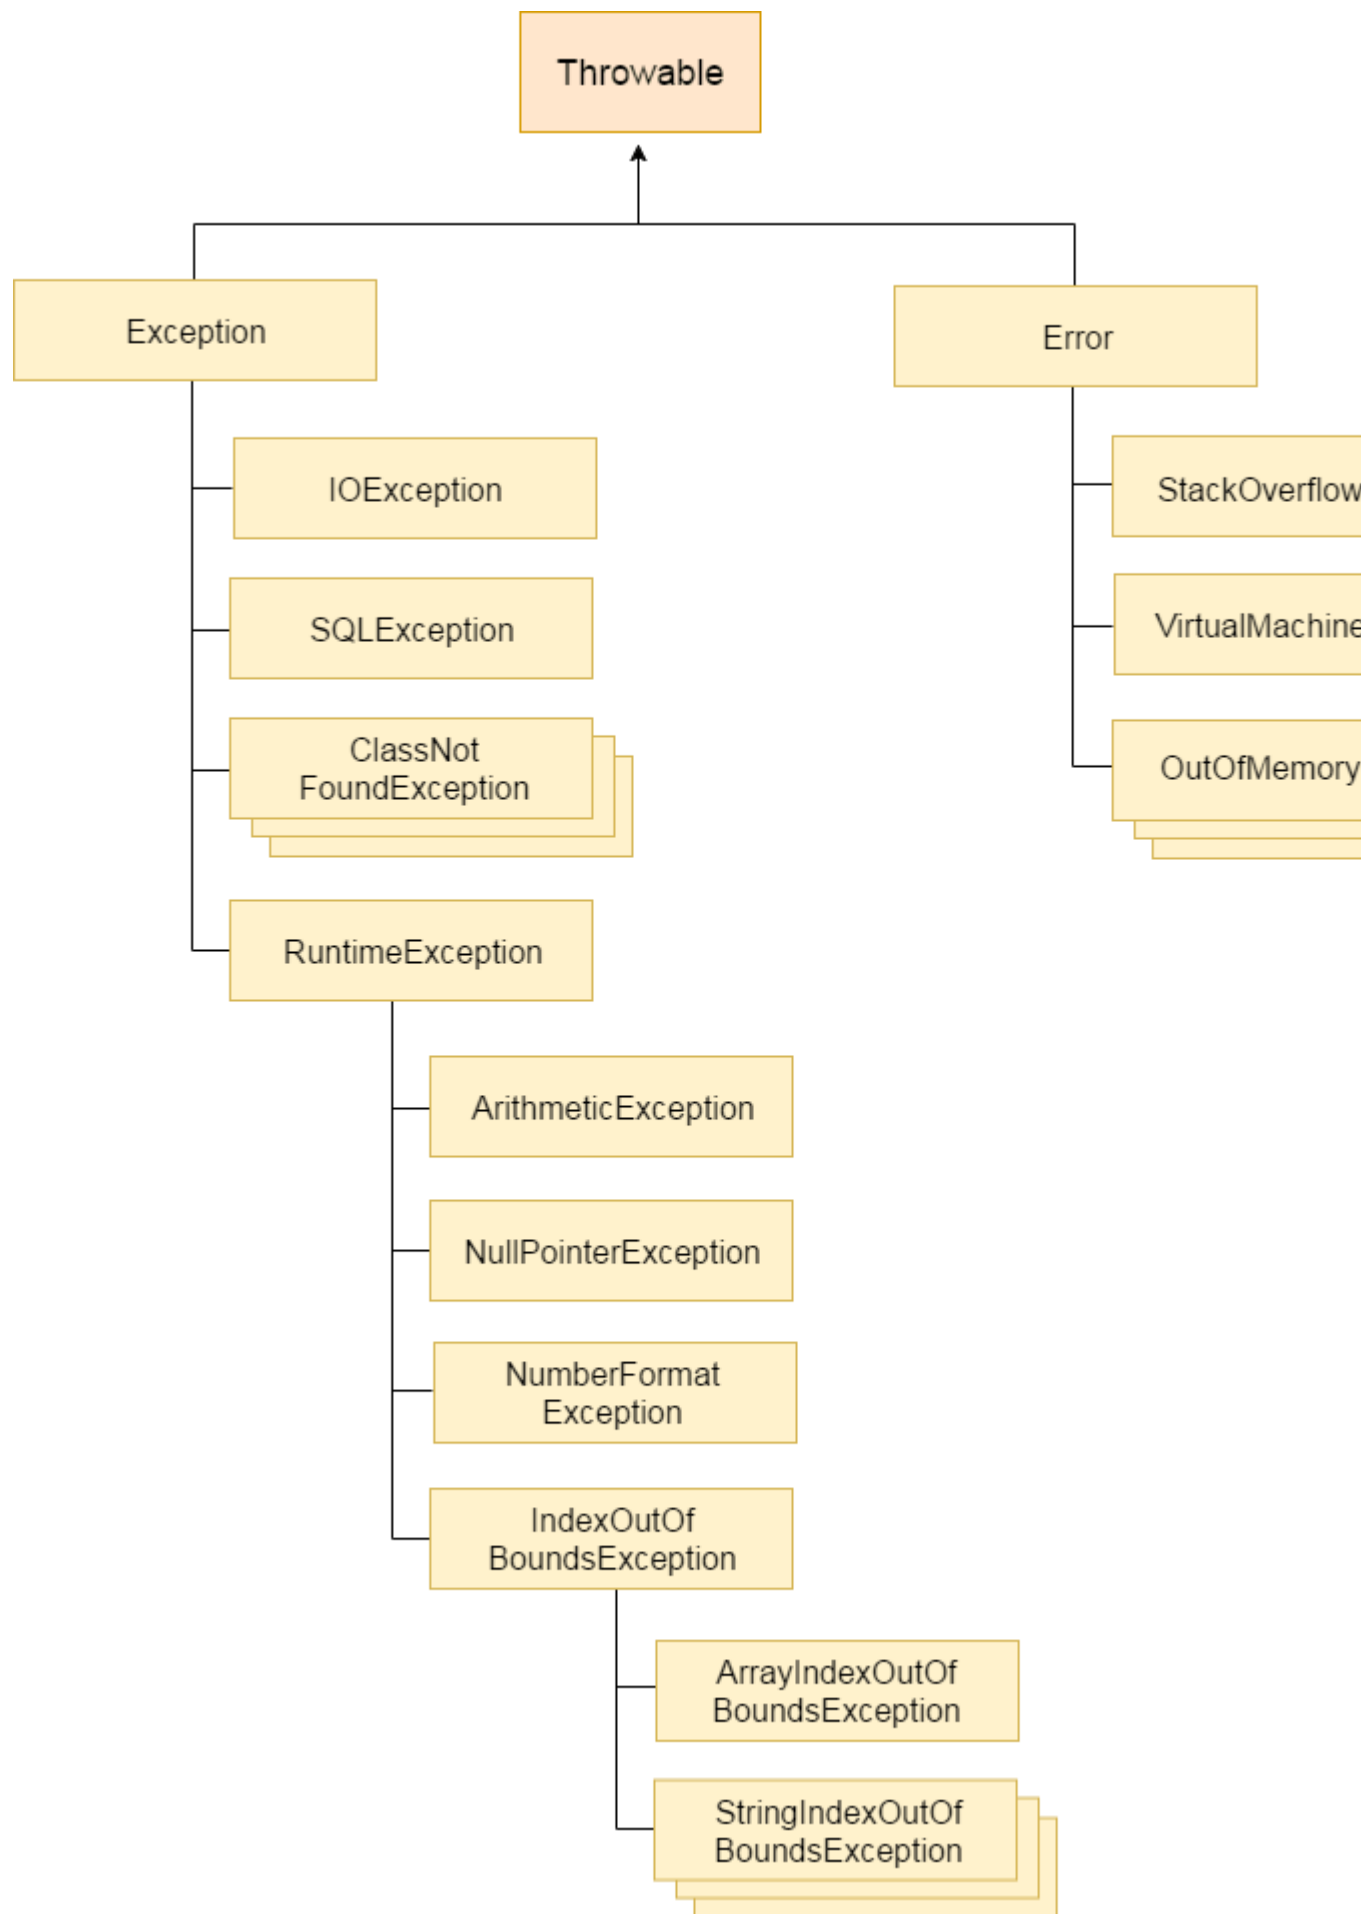 Throwable
Exception
Error
IOException
StackOverflow
SQLException
VirtualMachine
ClassNot
FoundException
OutOfMemory
RuntimeException
ArithmeticException
NullPointerException
NumberFormat
Exception
IndexOutOf
BoundsException
ArrayIndexOutOf
BoundsException
StringIndexOutOf
BoundsException